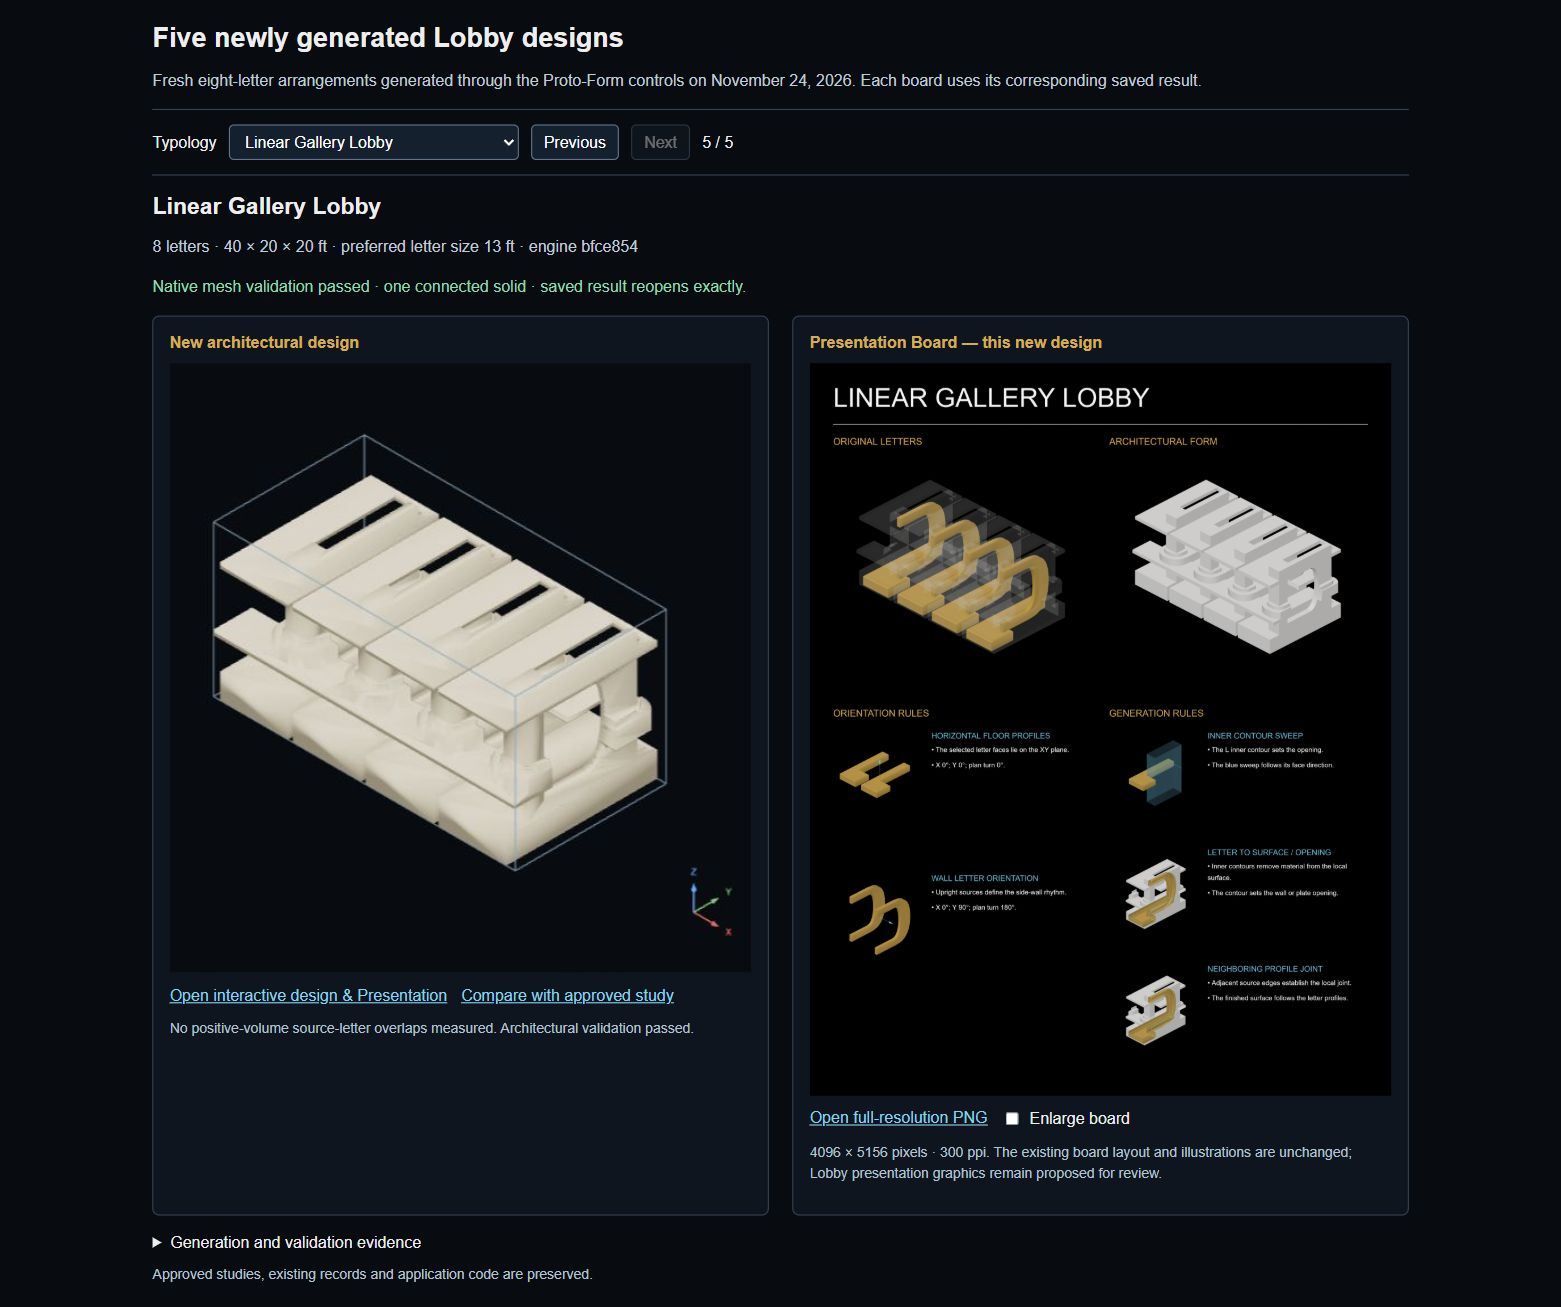 Five newly generated Lobby designs
Fresh eight-letter arrangements generated through the Proto-Form controls on November 24, 2026. Each board uses its corresponding saved result.
Typology
Linear Gallery Lobby
Previous
Next
5 / 5
Linear Gallery Lobby
8 letters · 40 × 20 × 20 ft · preferred letter size 13 ft · engine bfce854
Native mesh validation passed · one connected solid · saved result reopens exactly.
New architectural design
Z
Y
X
Open interactive design & Presentation
Compare with approved study
No positive-volume source-letter overlaps measured. Architectural validation passed.
Presentation Board — this new design
LINEAR GALLERY LOBBY
ORIGINAL LETTERS
ARCHITECTURAL FORM
ORIENTATION RULES
HORIZONTAL FLOOR PROFILES
• The selected letter faces lie on the XY plane.
• X 0°; Y 0°; plan turn 0°.
WALL LETTER ORIENTATION
• Upright sources define the side-wall rhythm.
• X 0°; Y 90°; plan turn 180°.
GENERATION RULES
INNER CONTOUR SWEEP
• The L inner contour sets the opening.
• The blue sweep follows its face direction.
LETTER TO SURFACE / OPENING
• Inner contours remove material from the local
surface.
• The contour sets the wall or plate opening.
NEIGHBORING PROFILE JOINT
• Adjacent source edges establish the local joint.
• The finished surface follows the letter profiles.
Open full-resolution PNG
Enlarge board
4096 × 5156 pixels · 300 ppi. The existing board layout and illustrations are unchanged;
Lobby presentation graphics remain proposed for review.
Generation and validation evidence
Approved studies, existing records and application code are preserved.